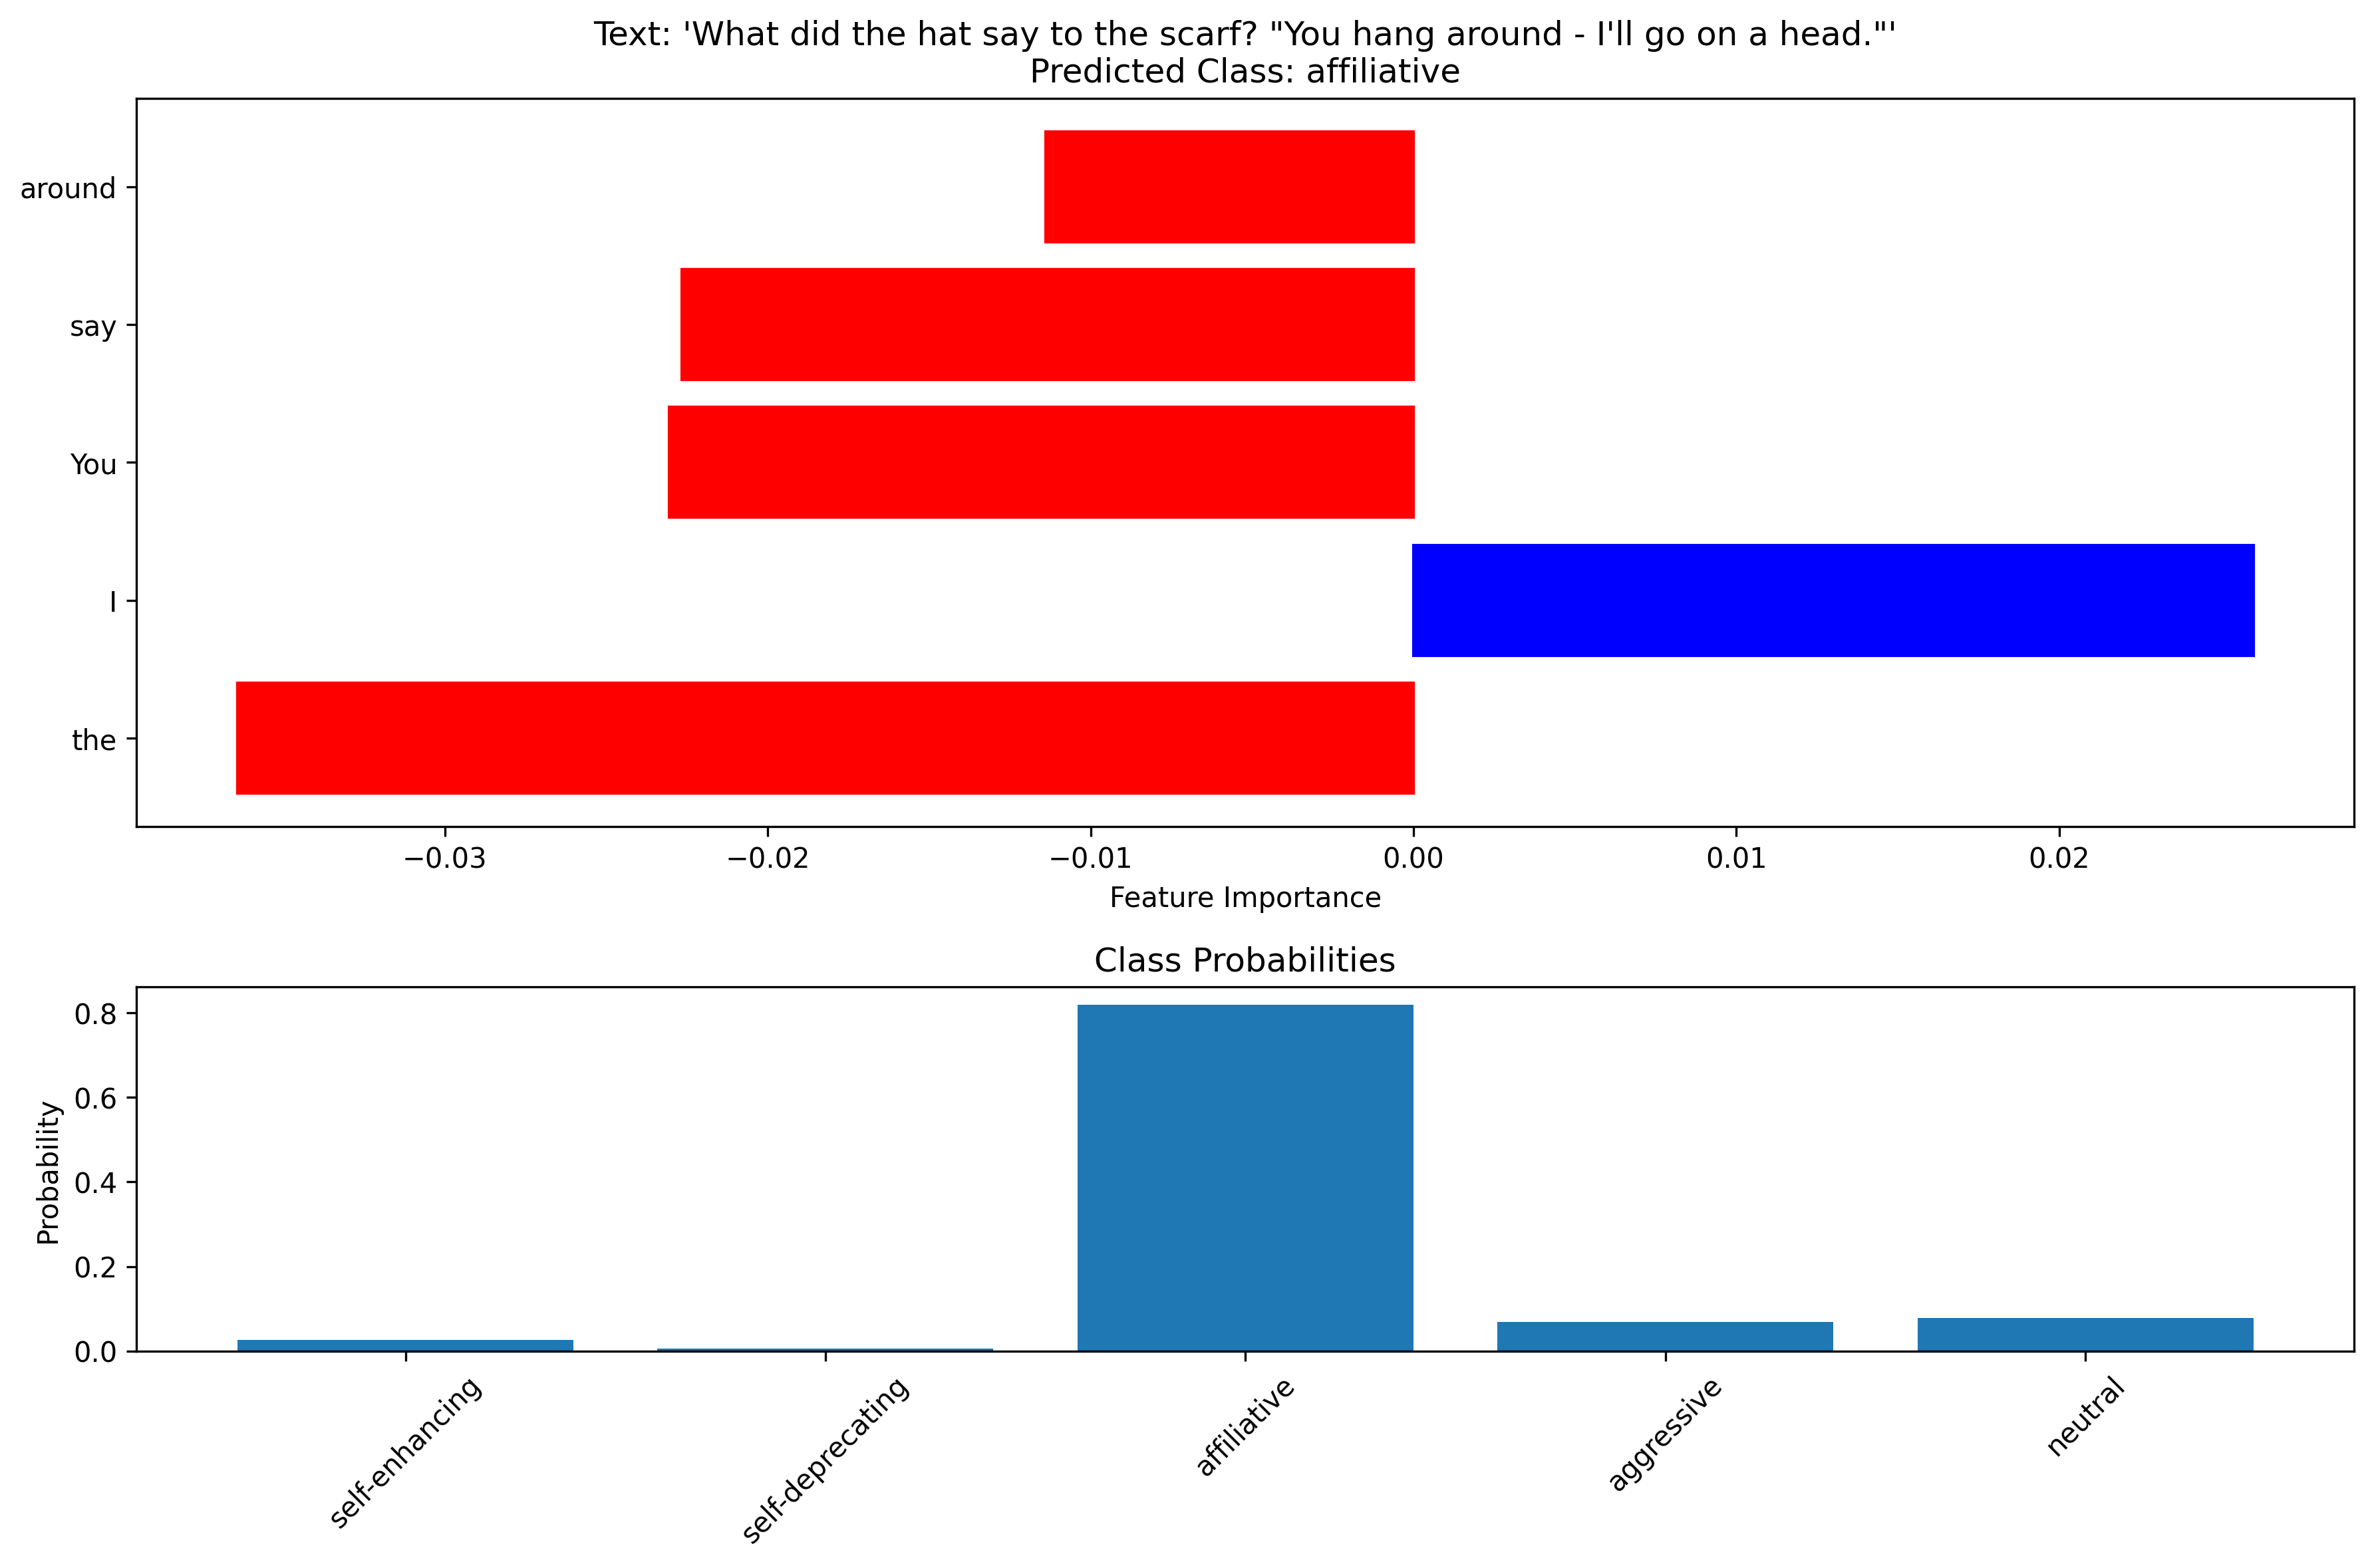 Text: 'What did the hat say to the scarf? "You hang around - I'll go on a head."'
Predicted Class: affiliative
around
say
You
I
the
−0.03 −0.02 −0.01 0.00 0.01 0.02
Feature Importance
Class Probabilities
Probability
0.8
0.6
0.4
0.2
0.0
self-enhancing self-deprecating affiliative aggressive neutral